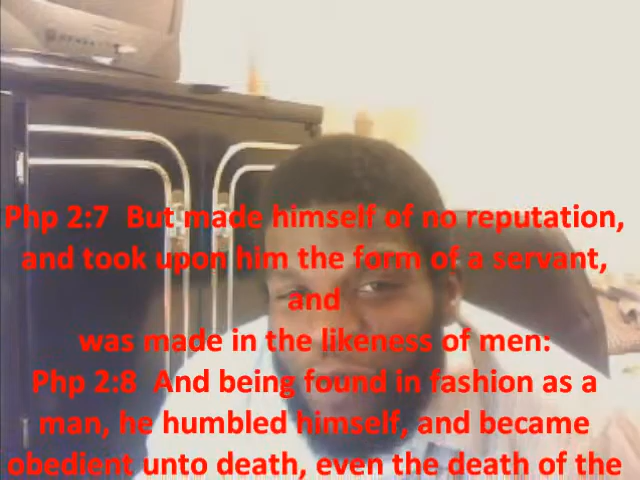 Php 2:7 But made himself of no reputation,
and took upon him the form of a servant,
and
was made in the likeness of men:
Php 2:8 And being found in fashion as a
man, he humbled himself, and became
obedient unto death, even the death of the